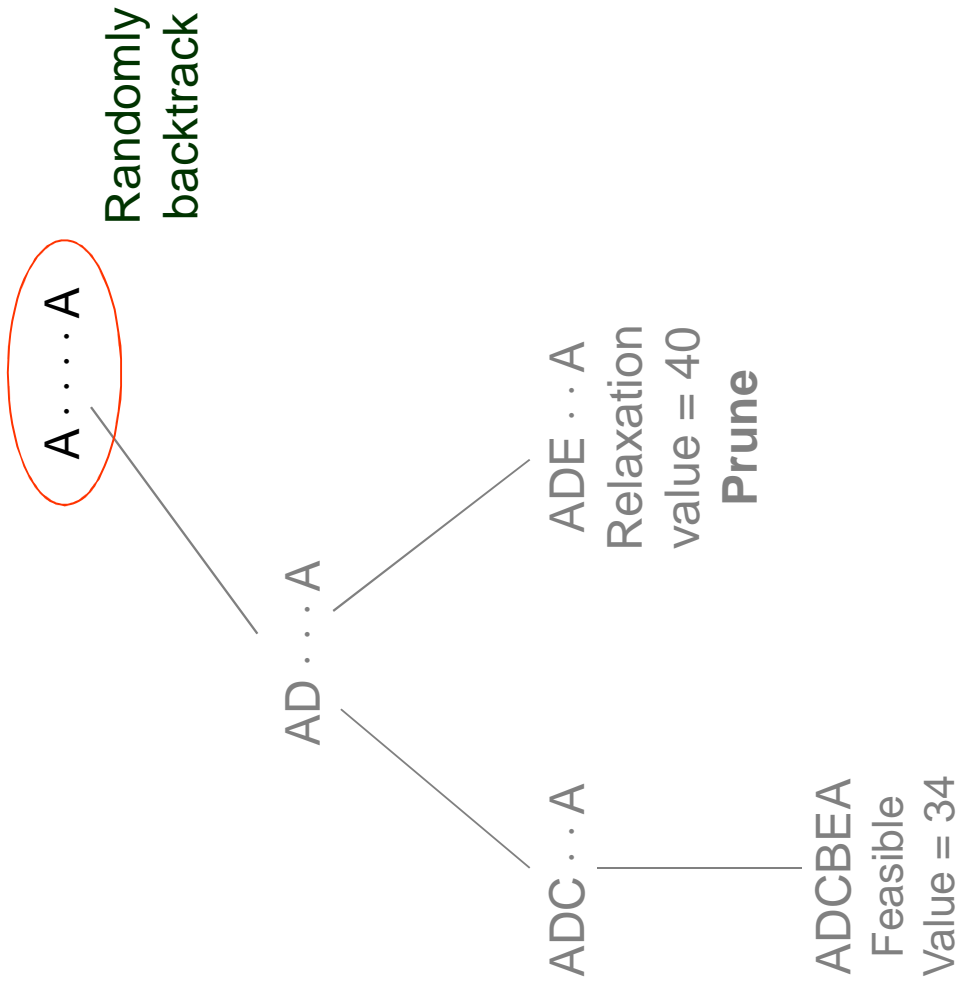 A · · · · A
Randomly
backtrack
AD · · · A
ADC · · A
ADE · · A
Relaxation
value = 40
Prune
ADCBEA
Feasible
Value = 34